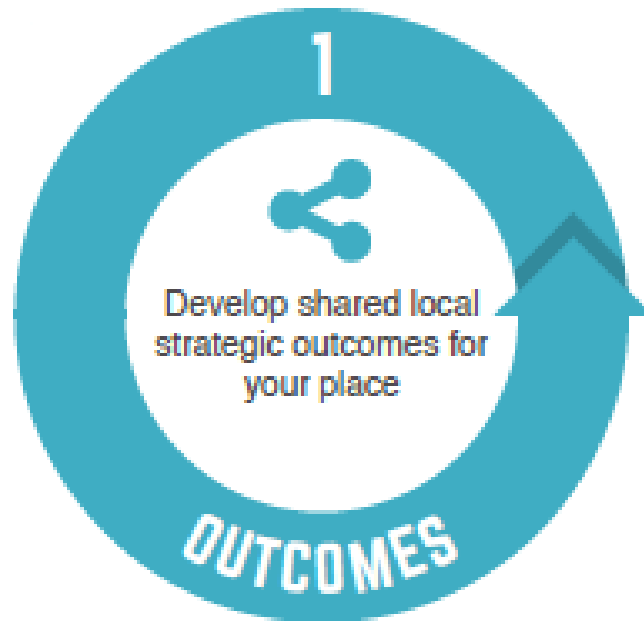 1
Develop shared local
strategic outcomes for
your place
OUTCOMES